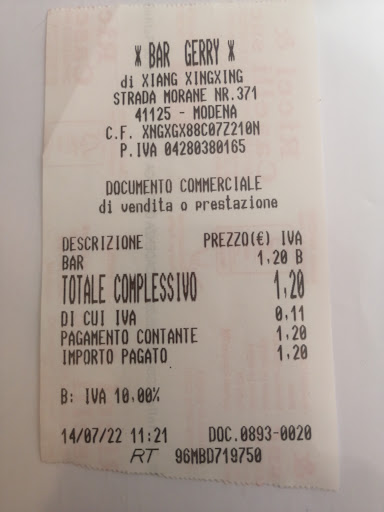 ※ BAR GERRY ※
di XIANG XINGXING
STRADA MORANE NR.371
41125 - MODENA
C.F. XNGXGX88C07Z210N
P.IVA 04280380165
DOCUMENTO COMMERCIALE
di vendita o prestazione
DESCRIZIONE PREZZO(€) IVA
BAR 1,20 B
TOTALE COMPLESSIVO 1,20
DI CUI IVA 0,11
PAGAMENTO CONTANTE 1,20
IMPORTO PAGATO 1,20
B: IVA 10.00%
14/07/22 11:21 DOC.0893-0020
RT 96MBD719750